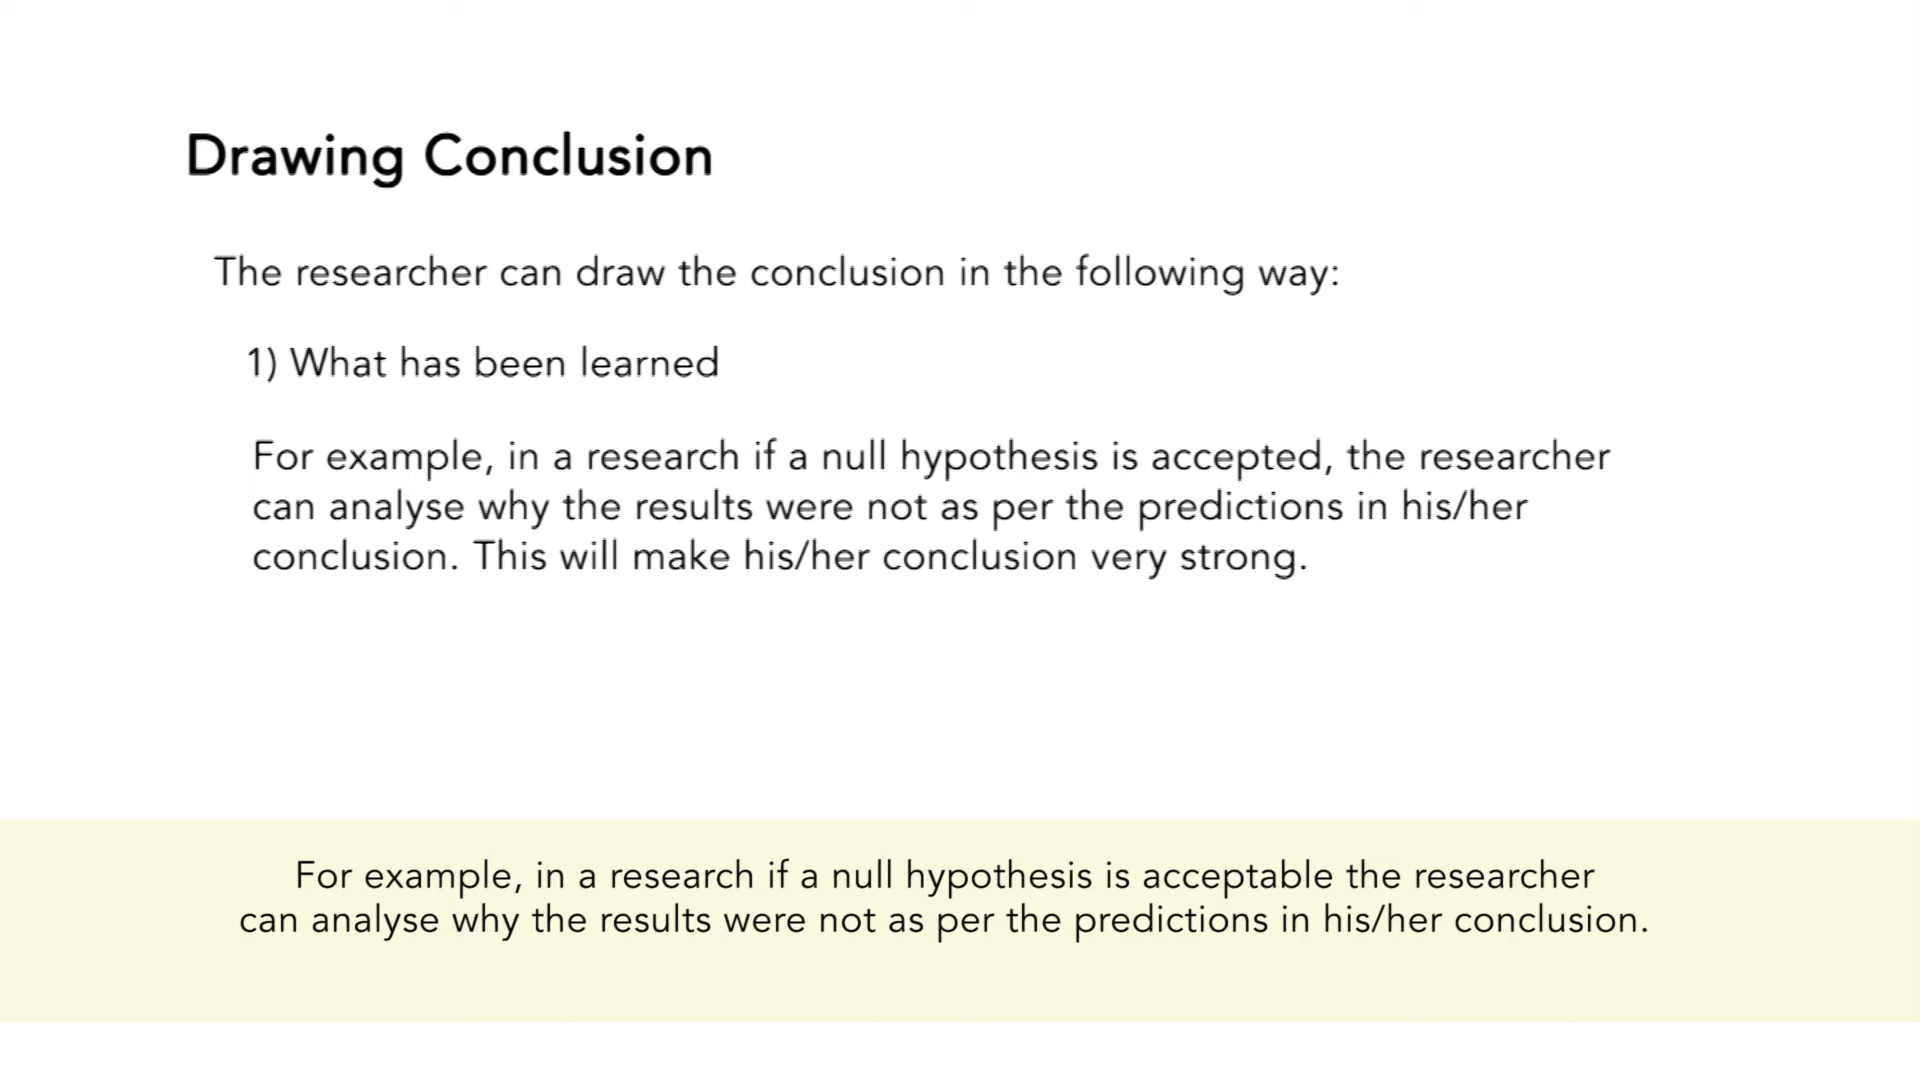 Drawing Conclusion
The researcher can draw the conclusion in the following way:
1) What has been learned
For example, in a research if a null hypothesis is accepted, the researcher
can analyse why the results were not as per the predictions in his/her
conclusion. This will make his/her conclusion very strong.
For example, in a research if a null hypothesis is acceptable the researcher
can analyse why the results were not as per the predictions in his/her conclusion.